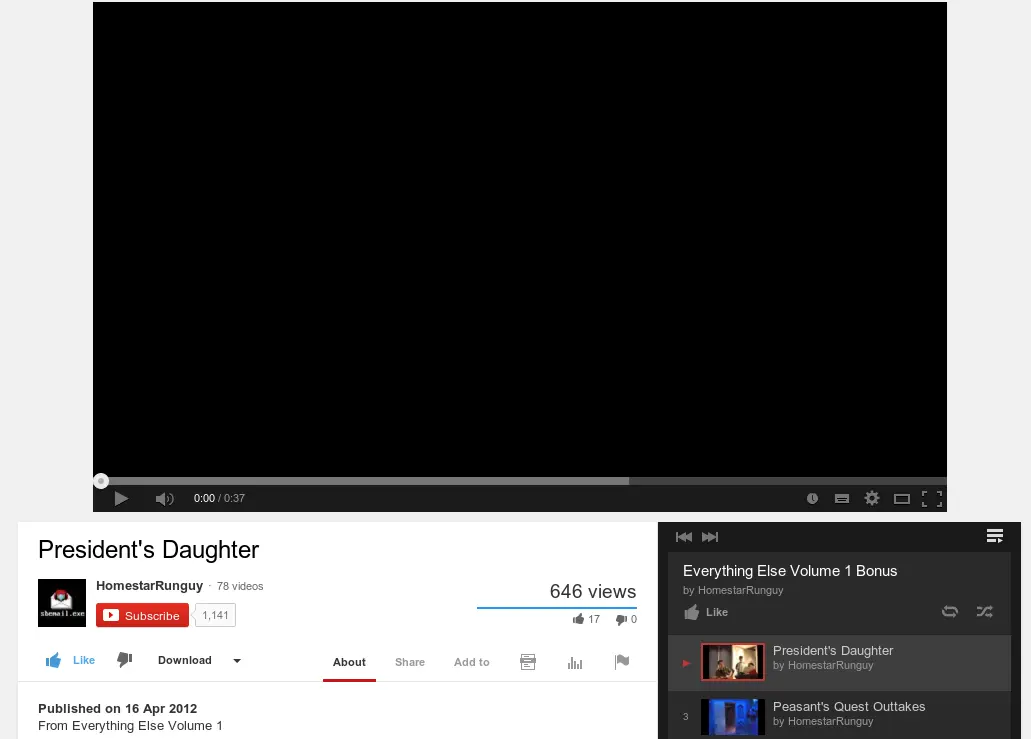 0:00 / 0:37
President's Daughter
HomestarRunguy · 78 videos
sbemail.exe
Subscribe 1,141
646 views
17 0
Like Download
About Share Add to
Published on 16 Apr 2012
From Everything Else Volume 1
Everything Else Volume 1 Bonus
by HomestarRunguy
Like
President's Daughter
by HomestarRunguy
3
Peasant's Quest Outtakes
by HomestarRunguy